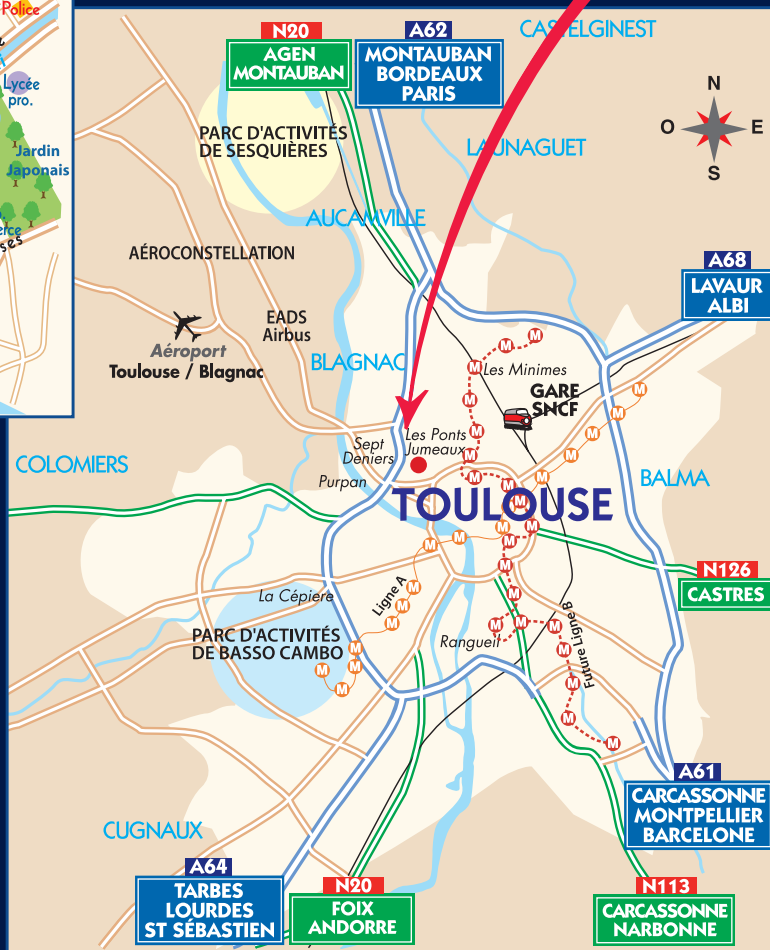 Police
Lycée
pro.
Jardin
Japonais
N20
AGEN
MONTAUBAN
A62
MONTAUBAN
BORDEAUX
PARIS
CASTELGINEST
N
O
E
S
PARC D'ACTIVITÉS
DE SESQUIÈRES
LAUNAGUET
AUCAMVILLE
AÉROCONSTELLATION
A68
LAVAUR
ALBI
EADS
Airbus
Aéroport
Toulouse / Blagnac
BLAGNAC
M
M
M
Les Minimes
GARE
SNCF
M
M
M
M
M
M
Les Ponts
Jumeaux
Sept
Deniers
Purpan
M
M
M
M
COLOMIERS
BALMA
TOULOUSE
M
M
M
M
M
M
M
M
N126
CASTRES
La Cépière
Ligne A
M
M
M
M
PARC D'ACTIVITÉS
DE BASSO CAMBO
Rangueil
M
M
M
Future Ligne B
M
M
M
M
M
M
M
M
M
A61
CARCASSONNE
MONTPELLIER
BARCELONE
CUGNAUX
A64
TARBES
LOURDES
ST SÉBASTIEN
N20
FOIX
ANDORRE
N113
CARCASSONNE
NARBONNE